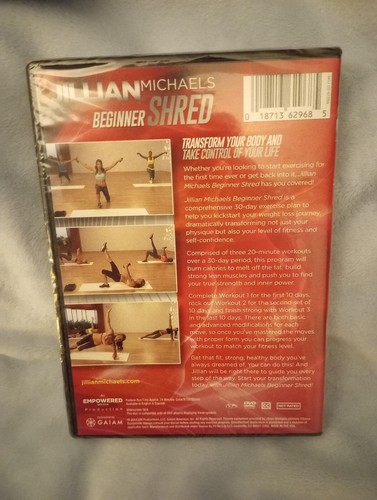 JILLIAN MICHAELS
BEGINNER SHRED
0 18713 62968 5
TRANSFORM YOUR BODY AND
TAKE CONTROL OF YOUR LIFE
Whether you're looking to start exercising for
the first time ever or get back into it, Jillian
Michaels Beginner Shred has you covered!
Jillian Michaels Beginner Shred is a
comprehensive 30-day exercise plan to
help you kickstart your weight loss journey,
dramatically transforming not just your
physique but also your level of fitness and
self-confidence.
Comprised of three 20-minute workouts
over a 30-day period, this program will
burn calories to melt off the fat, build
strong lean muscles and push you to find
your true strength and inner power.
Complete Workout 1 for the first 10 days,
rock out Workout 2 for the second set of
10 days and finish strong with Workout 3
in the last 10 days. There are both basic
and advanced modifications for each
move, so once you've mastered the moves
with proper form you can progress your
workout to match your fitness level.
Get that fit, strong, healthy body you've
always dreamed of. You can do this! And
Jillian will be right there to guide you every
step of the way. Start your transformation
today with Jillian Michaels Beginner Shred!
jillianmichaels.com
EMPOWERED
Production
GAIAM
DVD